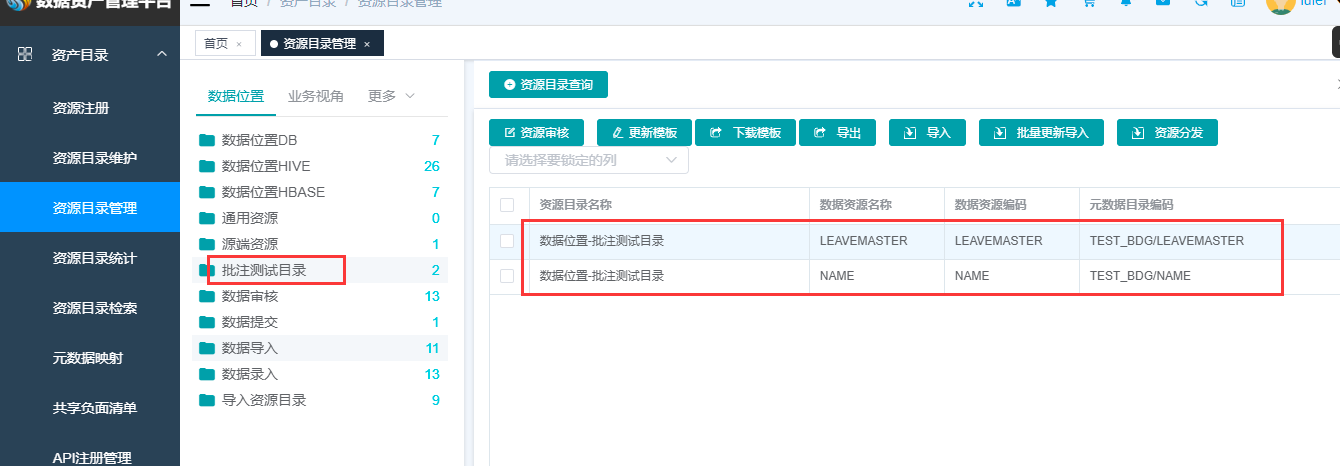 数据资产管理平台
首页 / 资产目录 / 资源目录管理
资产目录
资源注册
资源目录维护
资源目录管理
资源目录统计
资源目录检索
元数据映射
共享负面清单
API注册管理
首页 ×
资源目录管理 ×
数据位置 业务视角 更多
数据位置DB 7
数据位置HIVE 26
数据位置HBASE 7
通用资源 0
源端资源 1
批注测试目录 2
数据审核 13
数据提交 1
数据导入 11
数据录入 13
导入资源目录 9
资源目录查询
资源审核 更新模板 下载模板 导出 导入 批量更新导入 资源分发
请选择要锁定的列
资源目录名称 数据资源名称 数据资源编码 元数据目录编码
数据位置-批注测试目录 LEAVEMASTER LEAVEMASTER TEST_BDG/LEAVEMASTER
数据位置-批注测试目录 NAME NAME TEST_BDG/NAME